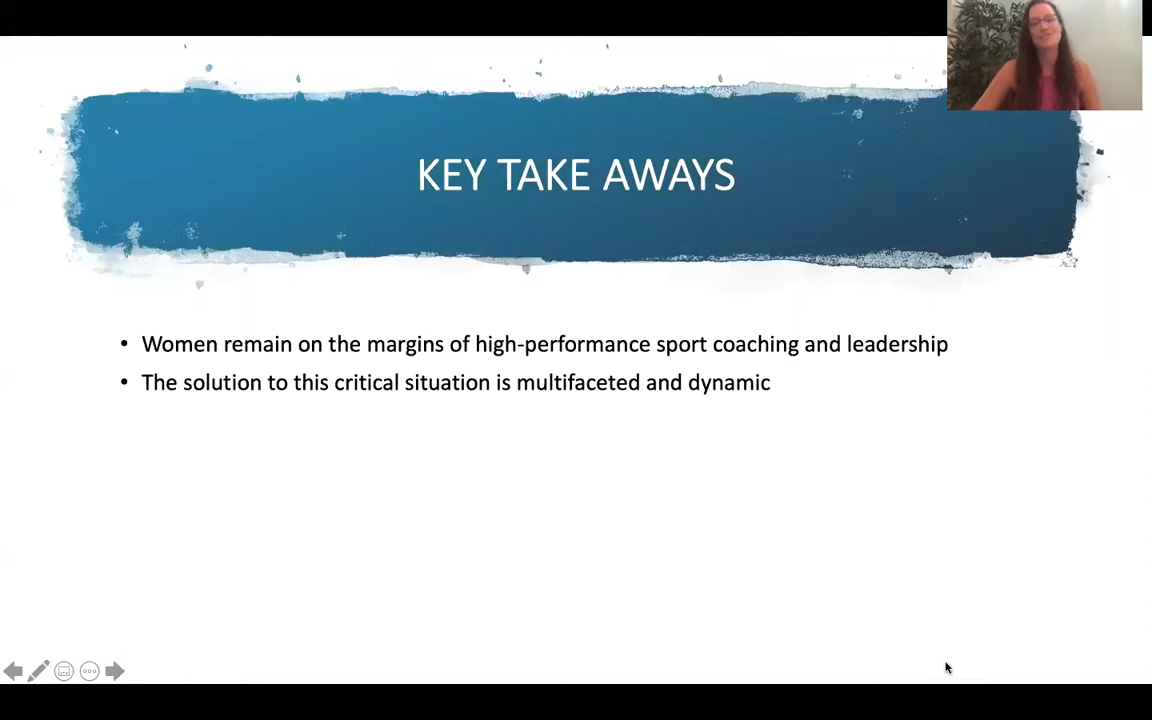 KEY TAKE AWAYS
• Women remain on the margins of high-performance sport coaching and leadership
• The solution to this critical situation is multifaceted and dynamic